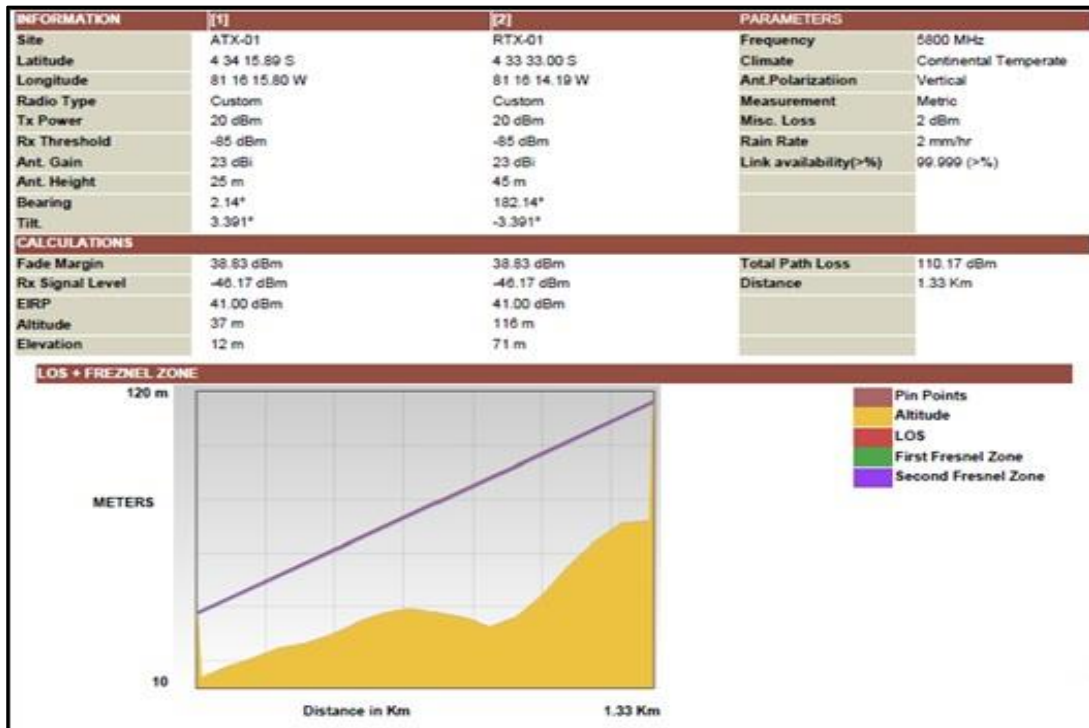 INFORMATION [1] [2] PARAMETERS
Site ATX-01 RTX-01 Frequency 5800 MHz
Latitude 4 34 15.89 S 4 33 33.00 S Climate Continental Temperate
Longitude 81 16 15.80 W 81 16 14.19 W Ant.Polarizatiion Vertical
Radio Type Custom Custom Measurement Metric
Tx Power 20 dBm 20 dBm Misc. Loss 2 dBm
Rx Threshold -85 dBm -85 dBm Rain Rate 2 mm/hr
Ant. Gain 23 dBi 23 dBi Link availability(>%) 99.999 (>%)
Ant. Height 25 m 45 m
Bearing 2.14° 182.14°
Tilt. 3.391° -3.391°
CALCULATIONS
Fade Margin 38.83 dBm 38.83 dBm Total Path Loss 110.17 dBm
Rx Signal Level -46.17 dBm -46.17 dBm Distance 1.33 Km
EIRP 41.00 dBm 41.00 dBm
Altitude 37 m 116 m
Elevation 12 m 71 m
LOS + FREZNEL ZONE
120 m
METERS
10
Distance in Km 1.33 Km
Pin Points
Altitude
LOS
First Fresnel Zone
Second Fresnel Zone